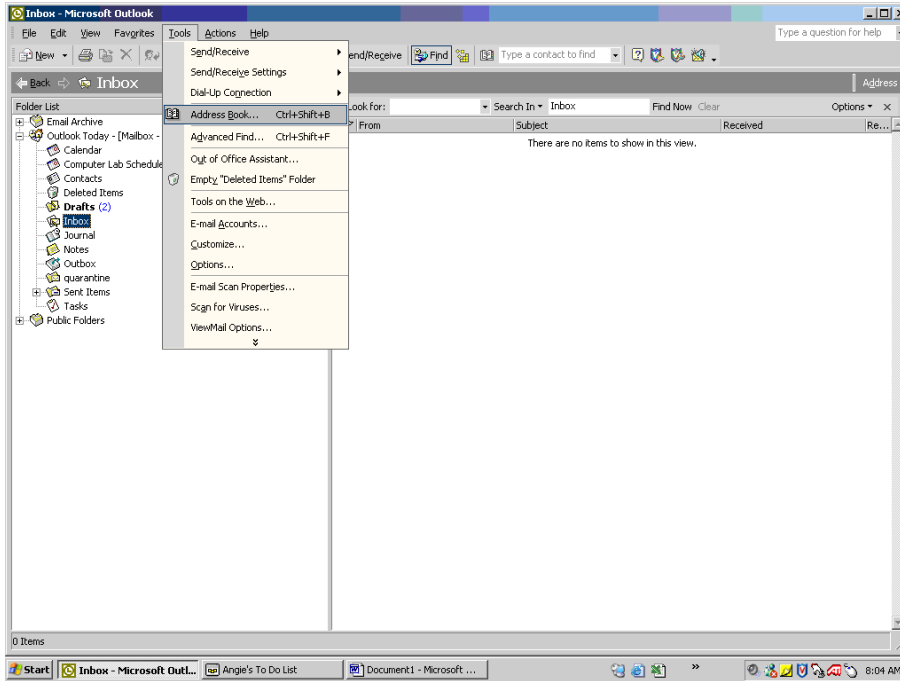 Inbox - Microsoft Outlook
File Edit View Favorites Tools Actions Help
Type a question for help
New
Send/Receive
Find
Type a contact to find
Back
Inbox
Address
Folder List
Email Archive
Outlook Today - [Mailbox -
Calendar
Computer Lab Schedule
Contacts
Deleted Items
Drafts (2)
Inbox
Journal
Notes
Outbox
quarantine
Sent Items
Tasks
Public Folders
Send/Receive
Send/Receive Settings
Dial-Up Connection
Address Book... Ctrl+Shift+B
Advanced Find... Ctrl+Shift+F
Out of Office Assistant...
Empty "Deleted Items" Folder
Tools on the Web...
E-mail Accounts...
Customize...
Options...
E-mail Scan Properties...
Scan for Viruses...
ViewMail Options...
Look for: Search In Inbox Find Now Clear Options
From Subject Received Re...
There are no items to show in this view.
0 Items
Start Inbox - Microsoft Outl... Angie's To Do List Document1 - Microsoft ... » 8:04 AM